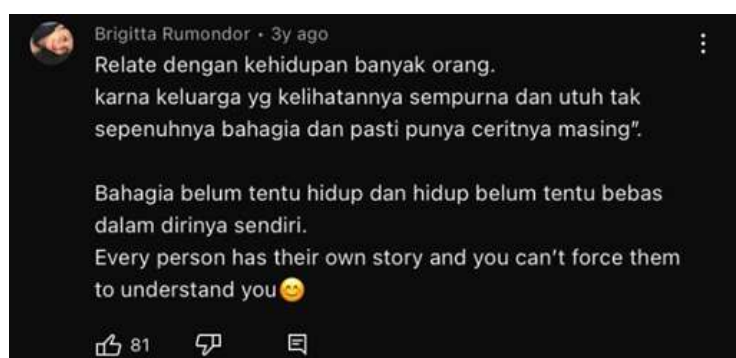 Brigitta Rumondor • 3y ago
Relate dengan kehidupan banyak orang.
karna keluarga yg kelihatannya sempurna dan utuh tak
sepenuhnya bahagia dan pasti punya ceritnya masing”.
Bahagia belum tentu hidup dan hidup belum tentu bebas
dalam dirinya sendiri.
Every person has their own story and you can’t force them
to understand you😊
81